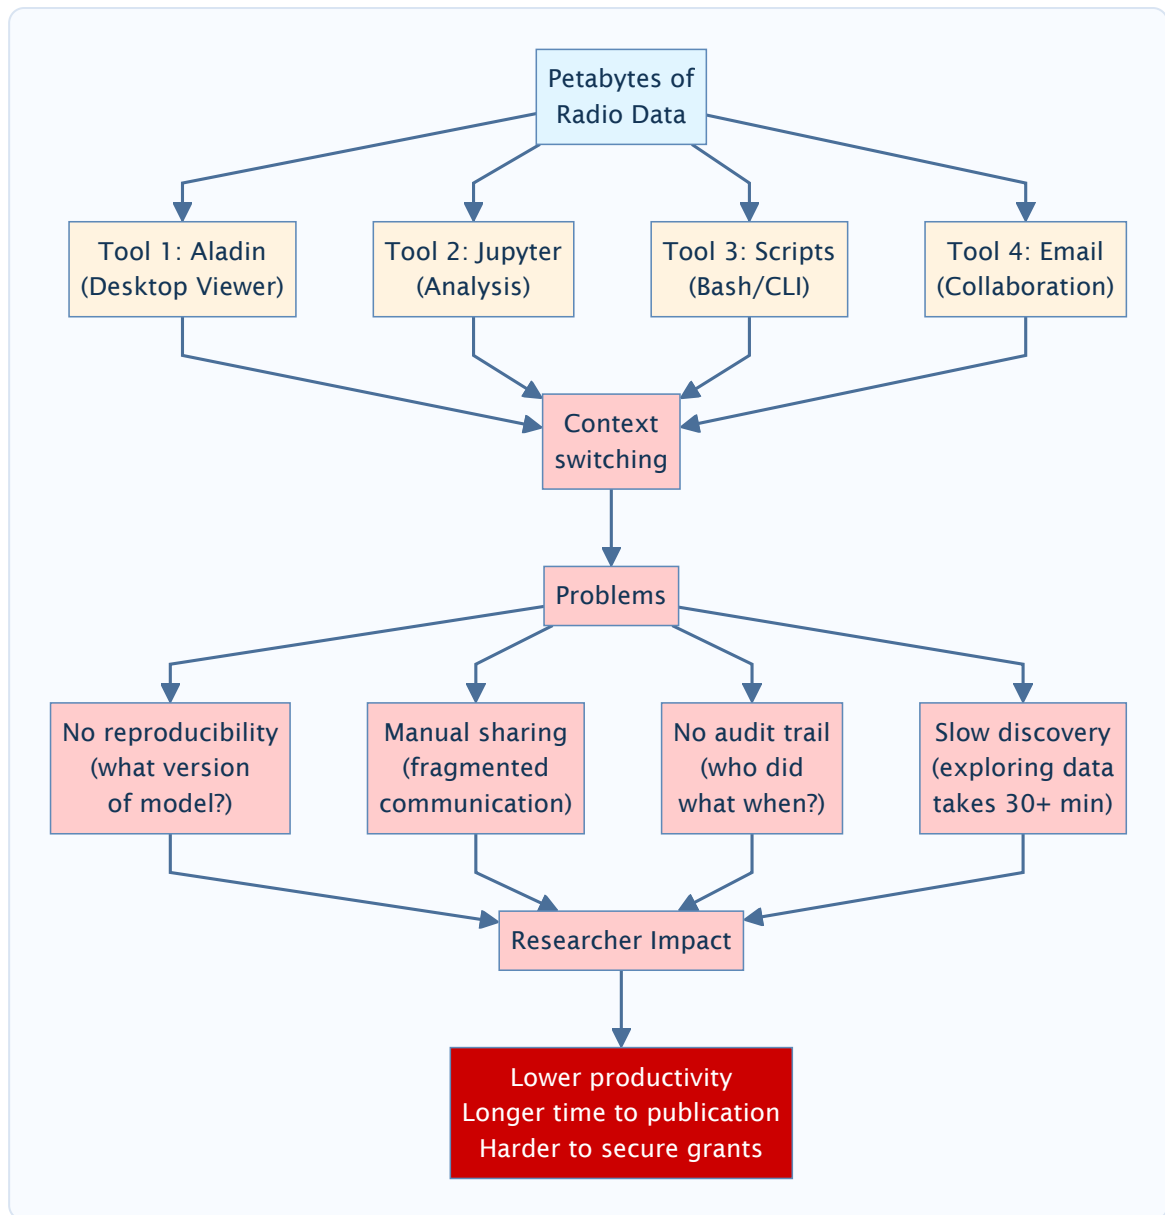 Petabytes of
Radio Data
Tool 1: Aladin
(Desktop Viewer)
Tool 2: Jupyter
(Analysis)
Tool 3: Scripts
(Bash/CLI)
Tool 4: Email
(Collaboration)
Context
switching
Problems
No reproducibility
(what version
of model?)
Manual sharing
(fragmented
communication)
No audit trail
(who did
what when?)
Slow discovery
(exploring data
takes 30+ min)
Researcher Impact
Lower productivity
Longer time to publication
Harder to secure grants